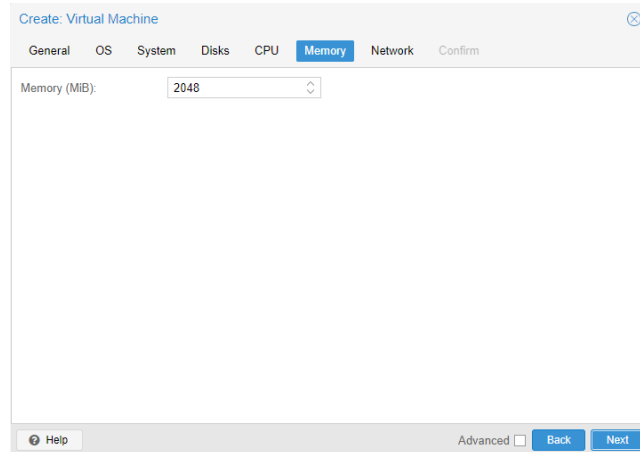 Create: Virtual Machine
General OS System Disks CPU Memory Network Confirm
Memory (MiB): 2048
Help Advanced Back Next